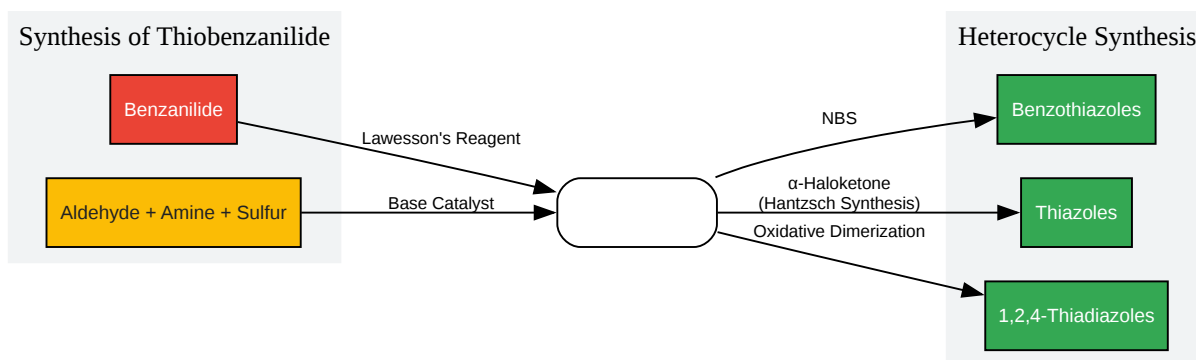 Synthesis of Thiobenzanilide
Heterocycle Synthesis
Benzanilide
Lawesson's Reagent
NBS
Benzothiazoles
Aldehyde + Amine + Sulfur
Base Catalyst
α-Haloketone
(Hantzsch Synthesis)
Thiazoles
Oxidative Dimerization
1,2,4-Thiadiazoles